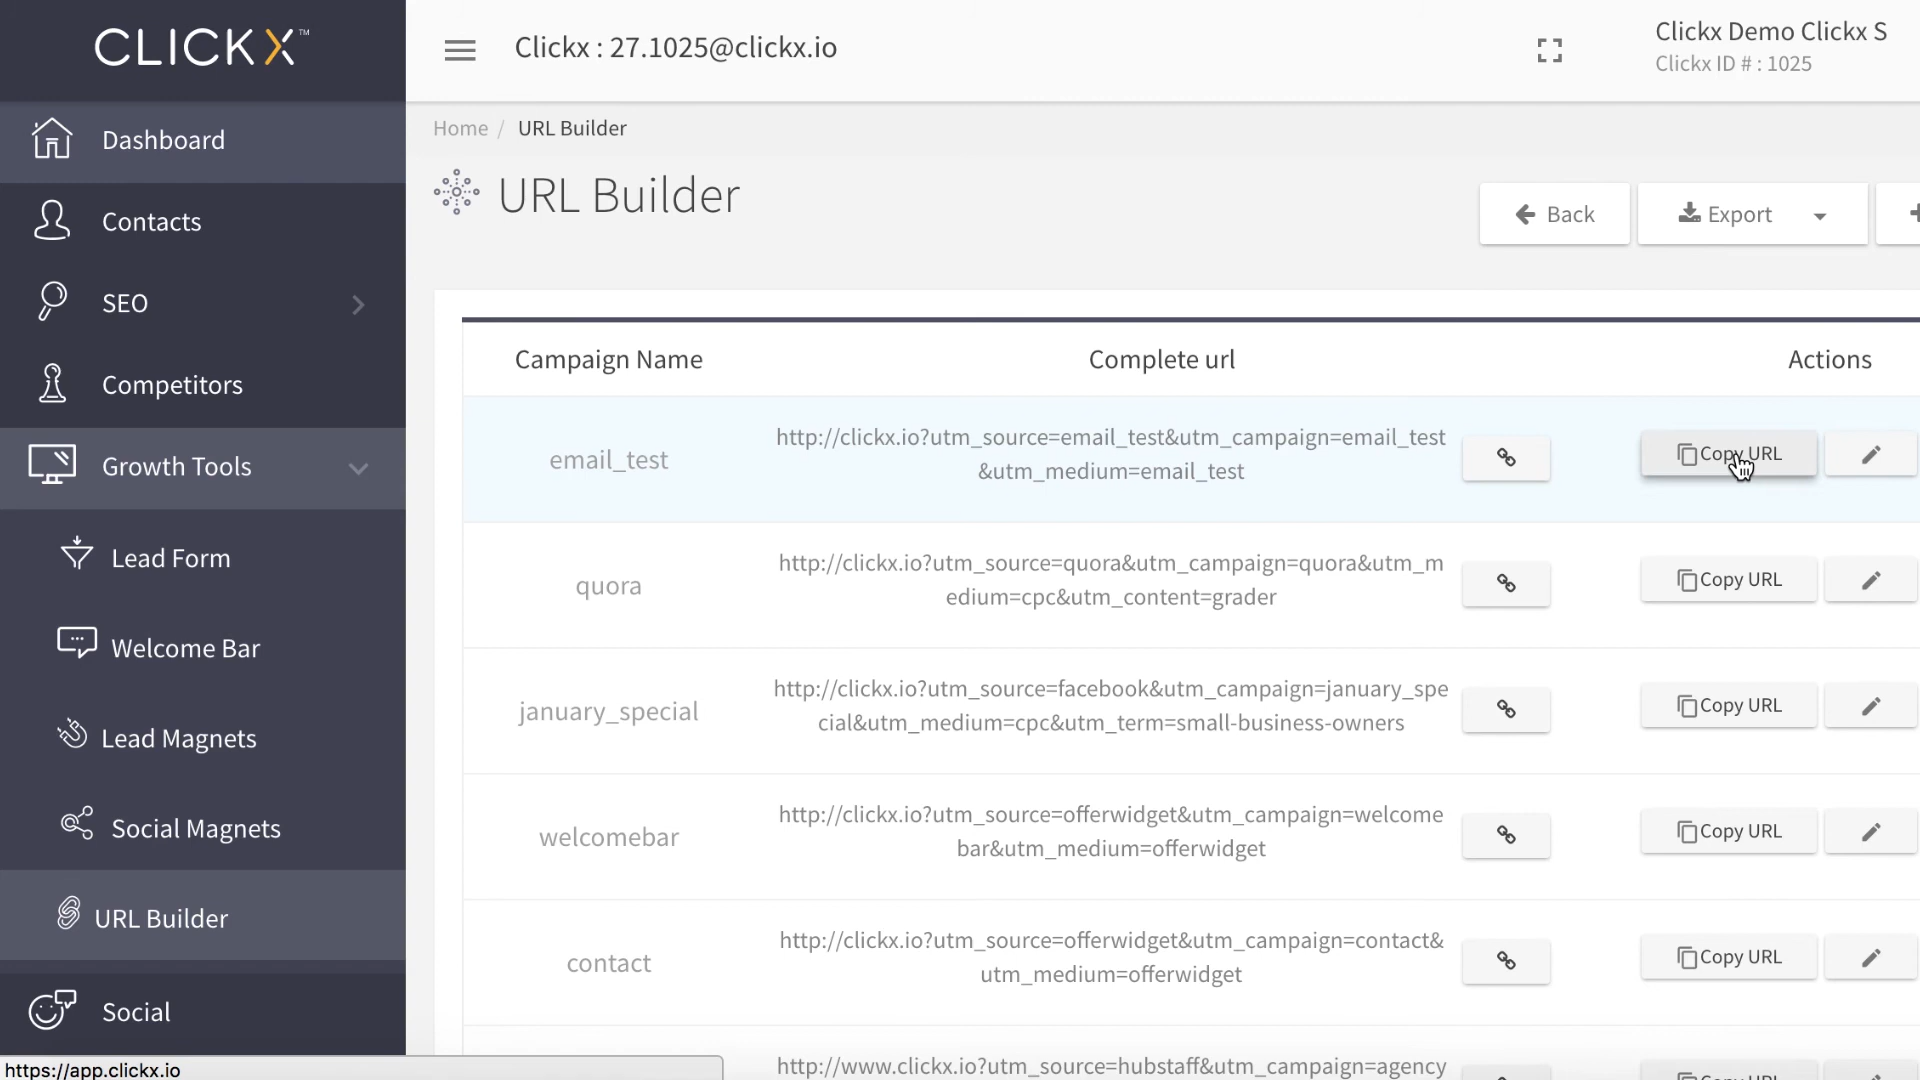 CLICKX™
Clickx : 27.1025@clickx.io
Clickx Demo Clickx S
Clickx ID # : 1025
Dashboard
Contacts
SEO
Competitors
Growth Tools
Lead Form
Welcome Bar
Lead Magnets
Social Magnets
URL Builder
Social
https://app.clickx.io
Home / URL Builder
URL Builder
Back
Export
Campaign Name
Complete url
Actions
email_test
http://clickx.io?utm_source=email_test&utm_campaign=email_test
&utm_medium=email_test
Copy URL
quora
http://clickx.io?utm_source=quora&utm_campaign=quora&utm_m
edium=cpc&utm_content=grader
Copy URL
january_special
http://clickx.io?utm_source=facebook&utm_campaign=january_spe
cial&utm_medium=cpc&utm_term=small-business-owners
Copy URL
welcomebar
http://clickx.io?utm_source=offerwidget&utm_campaign=welcome
bar&utm_medium=offerwidget
Copy URL
contact
http://clickx.io?utm_source=offerwidget&utm_campaign=contact&
utm_medium=offerwidget
Copy URL
http://www.clickx.io?utm_source=hubstaff&utm_campaign=agency
Copy URL